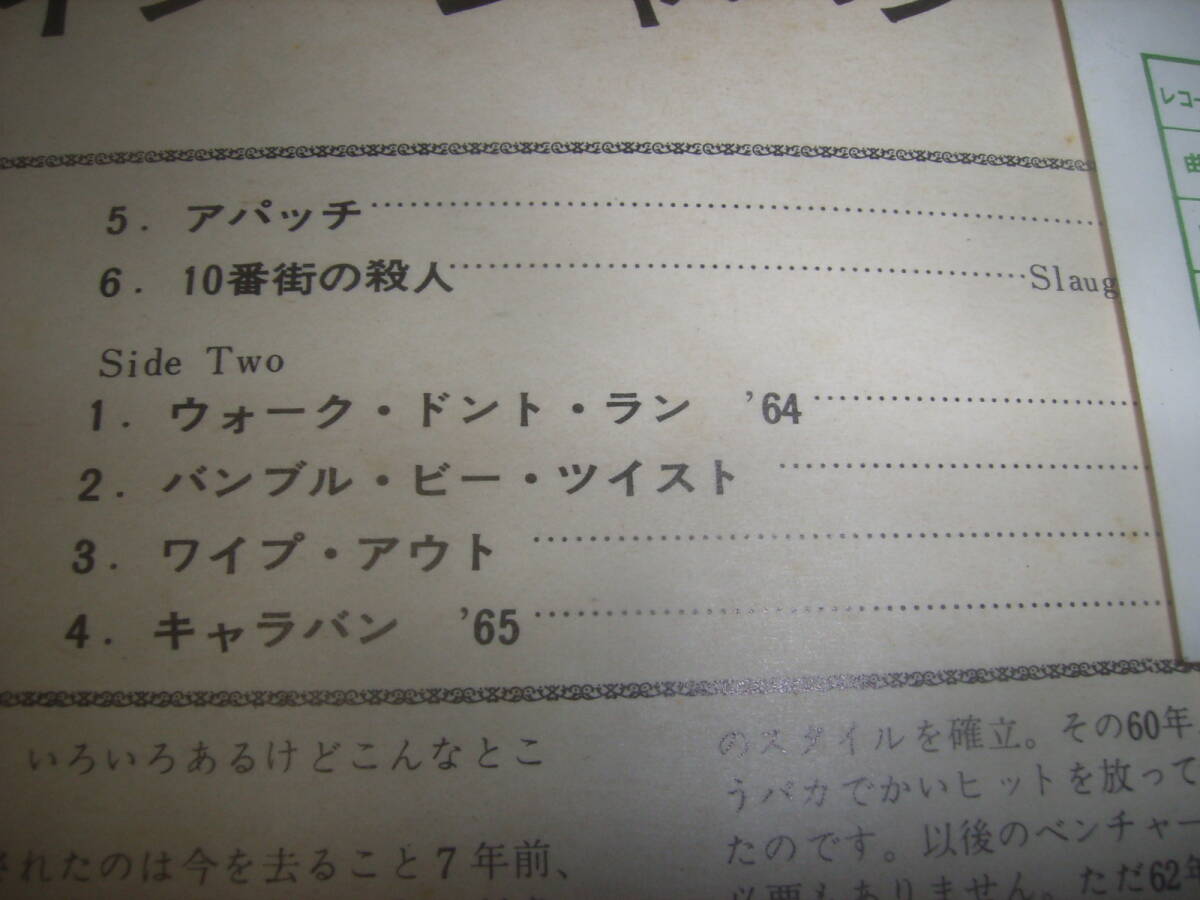 5. アパッチ
6. 10番街の殺人 Slaug
Side Two
1. ウォーク・ドント・ラン '64
2. バンブル・ビー・ツイスト
3. ワイプ・アウト
4. キャラバン '65
いろいろあるけどこんなとこ
されたのは今を去ること7年前、
のスタイルを確立。その60年
うバカでかいヒットを放って
たのです。以後のベンチャー
以要もありません。ただ62年
レコー
曲